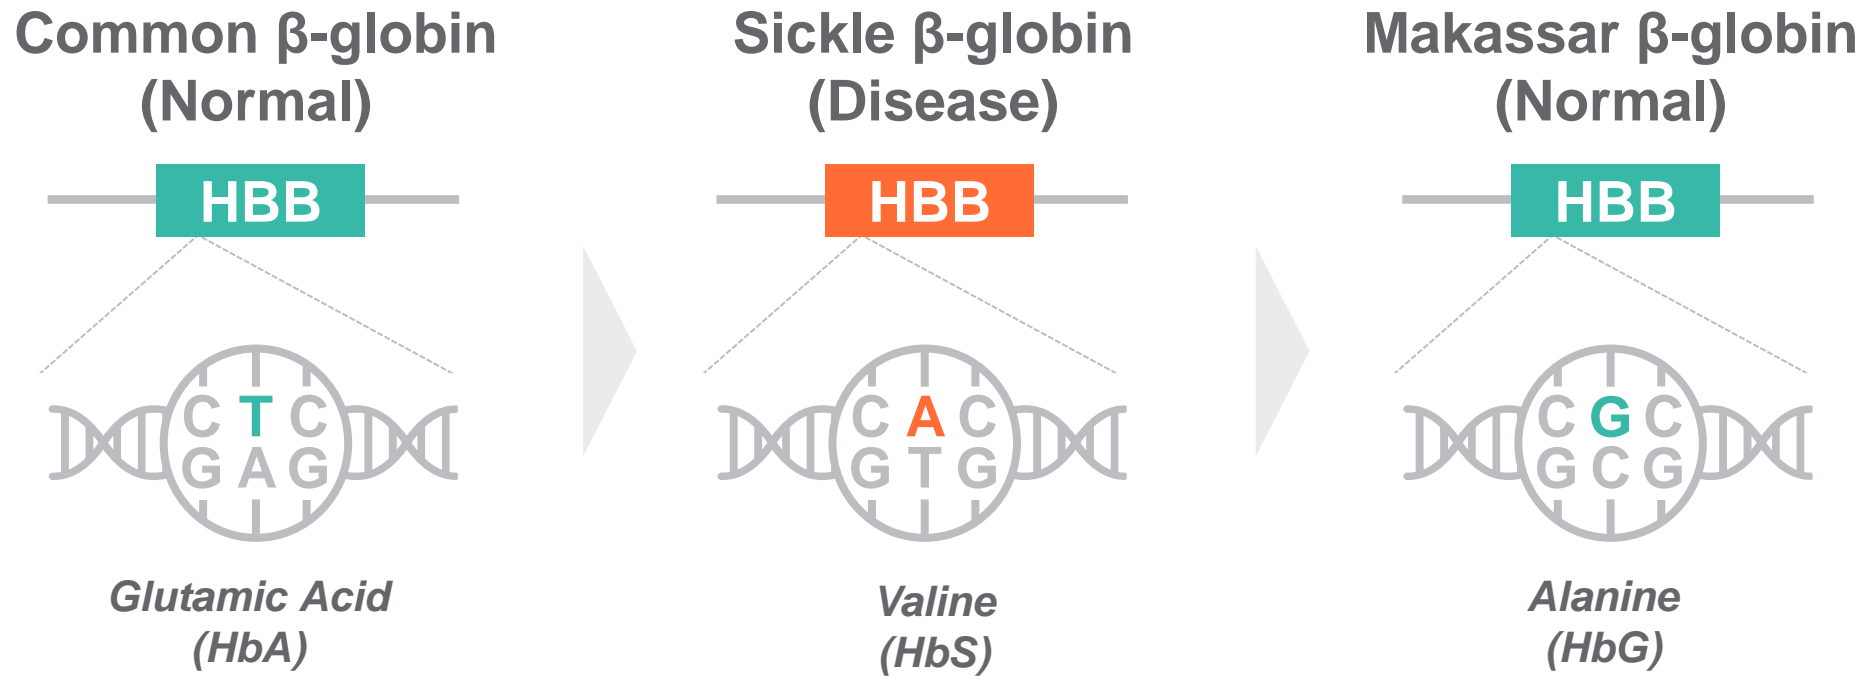 Common β-globin
(Normal)
HBB
C T C
G A G
Glutamic Acid
(HbA)
Sickle β-globin
(Disease)
HBB
C A C
G T G
Valine
(HbS)
Makassar β-globin
(Normal)
HBB
C G C
G C G
Alanine
(HbG)